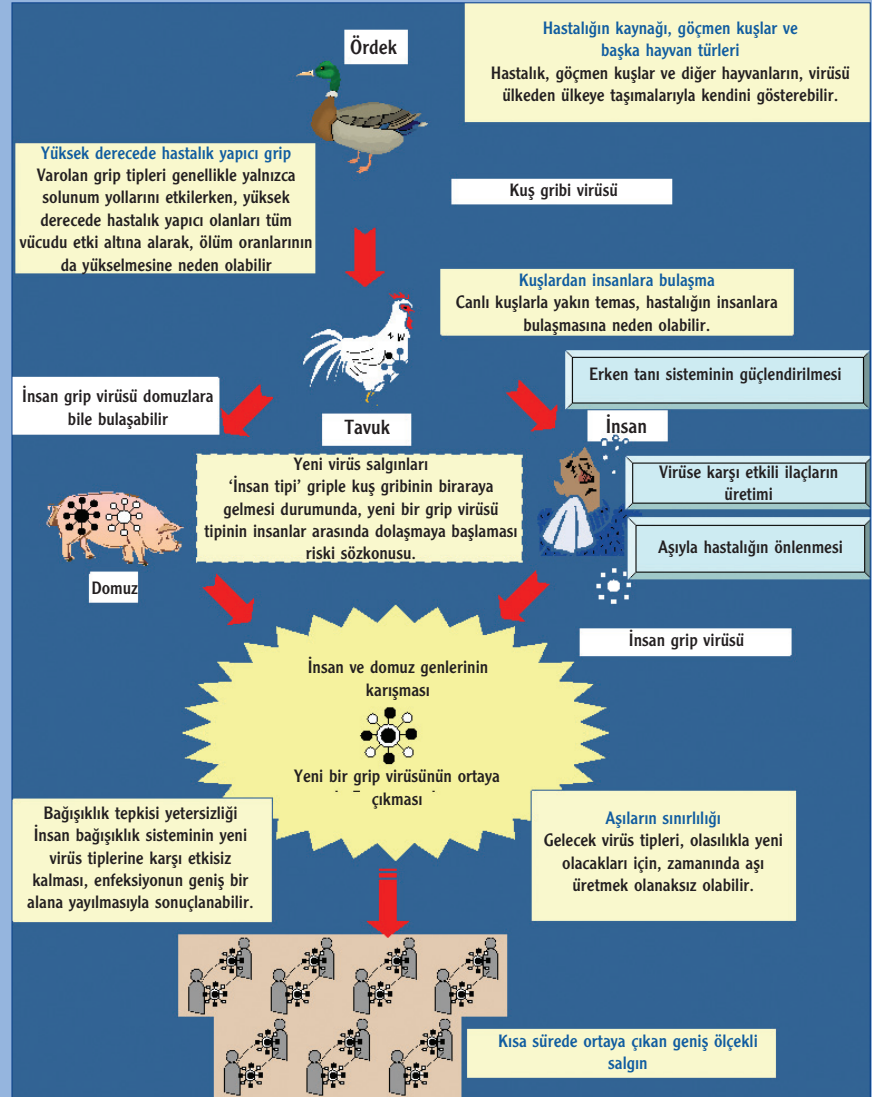 Ördek
Hastalığın kaynağı, göçmen kuşlar ve
başka hayvan türleri
Hastalık, göçmen kuşlar ve diğer hayvanların, virüsü
ülkeden ülkeye taşımalarıyla kendini gösterebilir.
Yüksek derecede hastalık yapıcı grip
Varolan grip tipleri genellikle yalnızca
solunum yollarını etkilerken, yüksek
derecede hastalık yapıcı olanları tüm
vücudu etki altına alarak, ölüm oranlarının
da yükselmesine neden olabilir
Kuş gribi virüsü
Kuşlardan insanlara bulaşma
Canlı kuşlarla yakın temas, hastalığın insanlara
bulaşmasına neden olabilir.
Erken tanı sisteminin güçlendirilmesi
İnsan grip virüsü domuzlara
bile bulaşabilir
Tavuk
İnsan
Yeni virüs salgınları
‘İnsan tipi’ griple kuş gribinin biraraya
gelmesi durumunda, yeni bir grip virüsü
tipinin insanlar arasında dolaşmaya başlaması
riski sözkonusu.
Virüse karşı etkili ilaçların
üretimi
Aşıyla hastalığın önlenmesi
Domuz
İnsan grip virüsü
İnsan ve domuz genlerinin
karışması
Yeni bir grip virüsünün ortaya
çıkması
Bağışıklık tepkisi yetersizliği
İnsan bağışıklık sisteminin yeni
virüs tiplerine karşı etkisiz
kalması, enfeksiyonun geniş bir
alana yayılmasıyla sonuçlanabilir.
Aşıların sınırlılığı
Gelecek virüs tipleri, olasılıkla yeni
olacakları için, zamanında aşı
üretmek olanaksız olabilir.
Kısa sürede ortaya çıkan geniş ölçekli
salgın